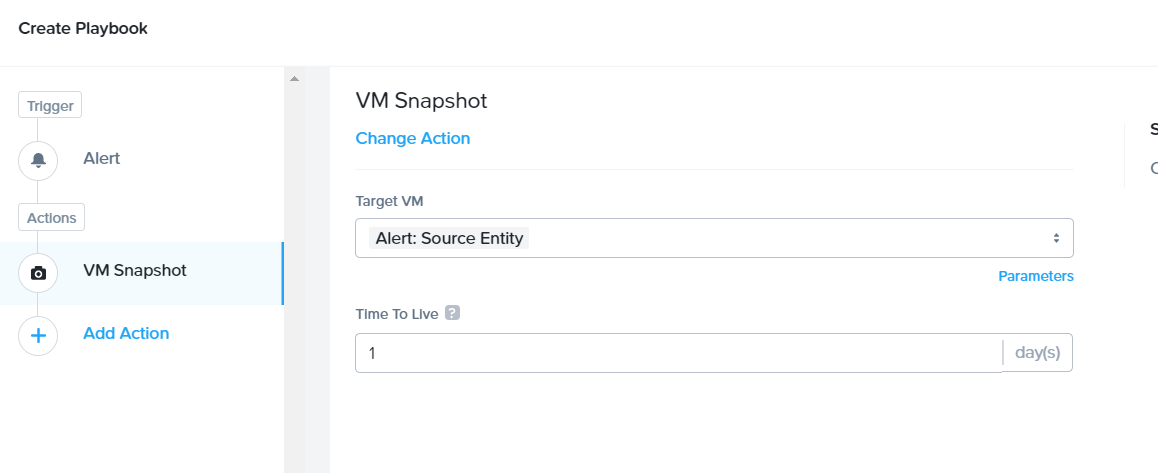 Create Playbook
Trigger
Alert
Actions
VM Snapshot
Add Action
VM Snapshot
Change Action
Target VM
Alert: Source Entity
Parameters
Time To Live ?
1 day(s)